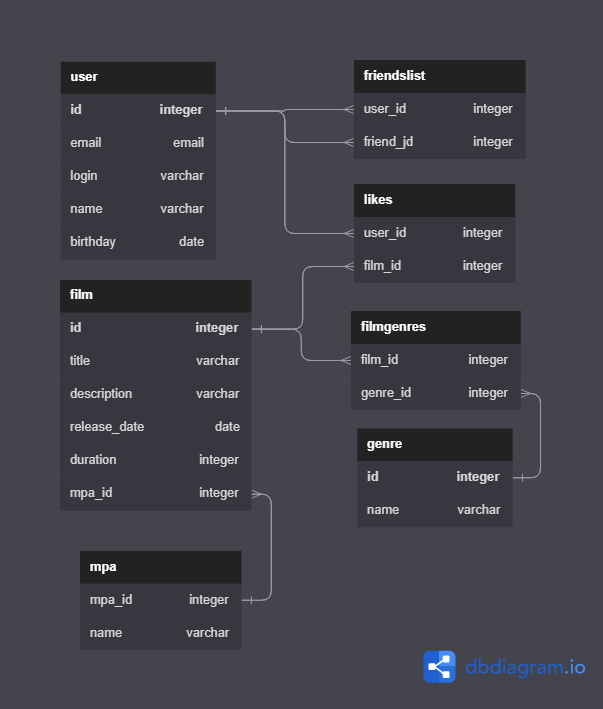 user
id integer
email email
login varchar
name varchar
birthday date
friendslist
user_id integer
friend_jd integer
likes
user_id integer
film_id integer
film
id integer
title varchar
description varchar
release_date date
duration integer
mpa_id integer
filmgenres
film_id integer
genre_id integer
genre
id integer
name varchar
mpa
mpa_id integer
name varchar
dbdiagram.io